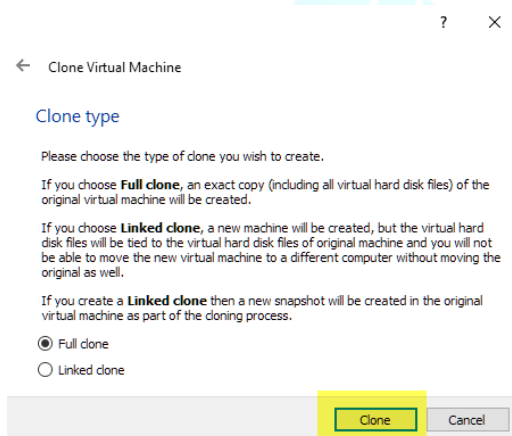 ? ×
← Clone Virtual Machine
Clone type
Please choose the type of clone you wish to create.
If you choose Full clone, an exact copy (including all virtual hard disk files) of the
original virtual machine will be created.
If you choose Linked clone, a new machine will be created, but the virtual hard
disk files will be tied to the virtual hard disk files of original machine and you will not
be able to move the new virtual machine to a different computer without moving the
original as well.
If you create a Linked clone then a new snapshot will be created in the original
virtual machine as part of the cloning process.
Full clone
Linked clone
Clone Cancel